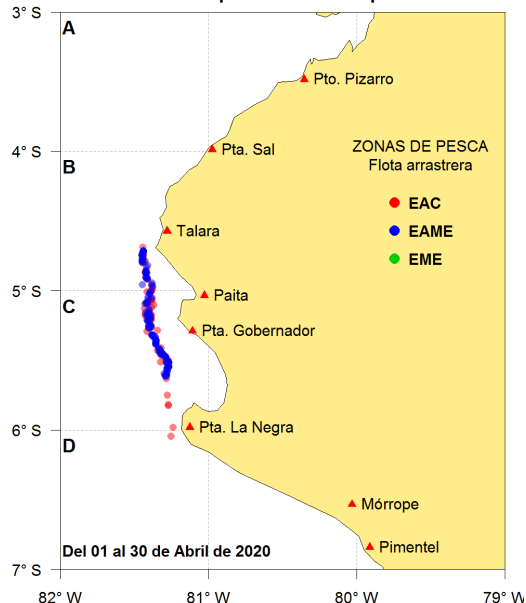 3° S
A
Pto. Pizarro
ZONAS DE PESCA
Flota arrastrera
4° S
Pta. Sal
B
EAC
Talara
EAME
EME
5° S
Paita
C
Pta. Gobernador
6° S
Pta. La Negra
D
Mórrope
Del 01 al 30 de Abril de 2020
Pimentel
7° S
82° W
81° W
80° W
79° W